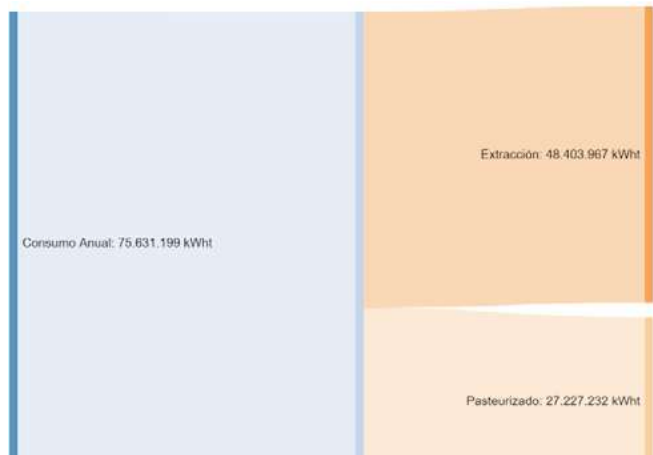 Extracción: 48.403.967 kWht
Consumo Anual: 75.631.199 kWht
Pasteurizado: 27.227.232 kWht